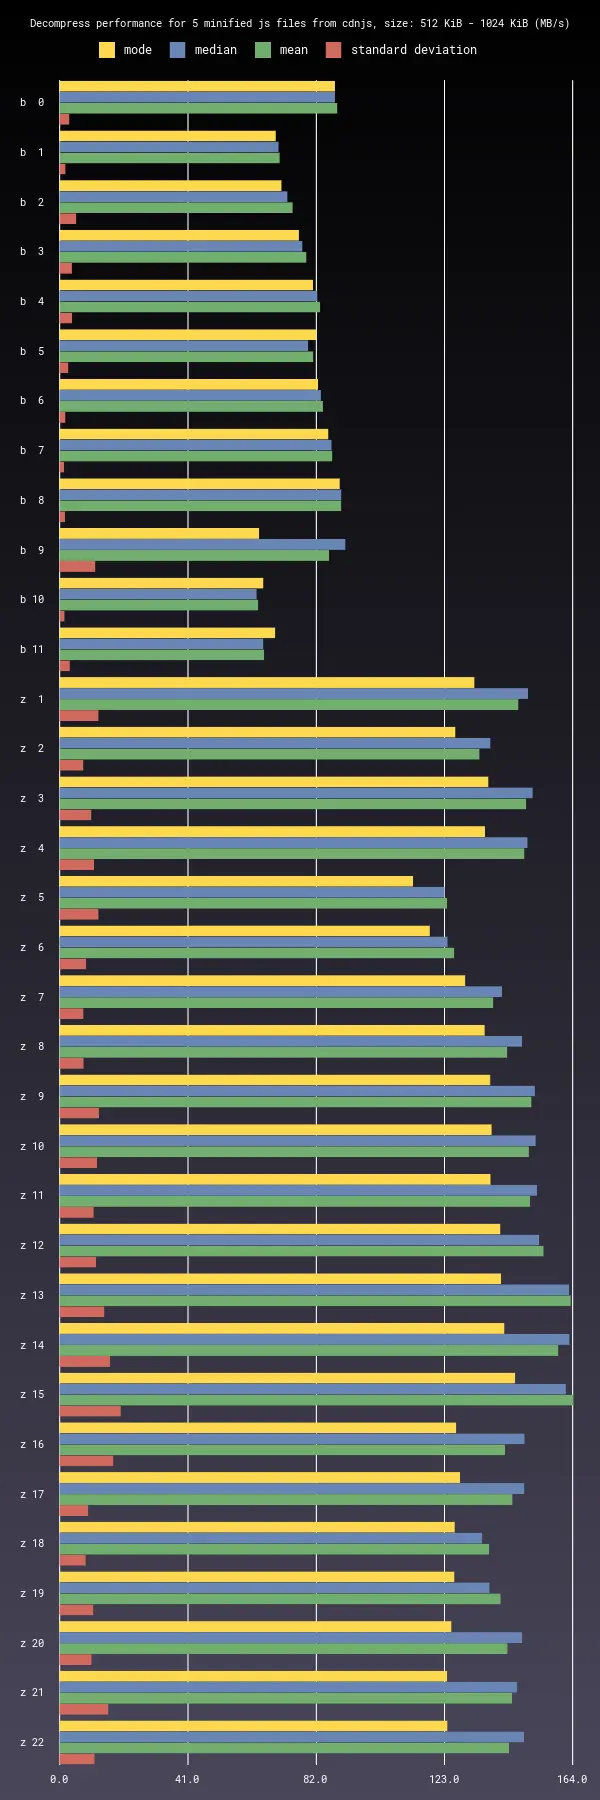 Decompress performance for 5 minified js files from cdnjs, size: 512 KiB - 1024 KiB (MB/s)
mode median mean standard deviation
b 0
b 1
b 2
b 3
b 4
b 5
b 6
b 7
b 8
b 9
b 10
b 11
z 1
z 2
z 3
z 4
z 5
z 6
z 7
z 8
z 9
z 10
z 11
z 12
z 13
z 14
z 15
z 16
z 17
z 18
z 19
z 20
z 21
z 22
0.0 41.0 82.0 123.0 164.0